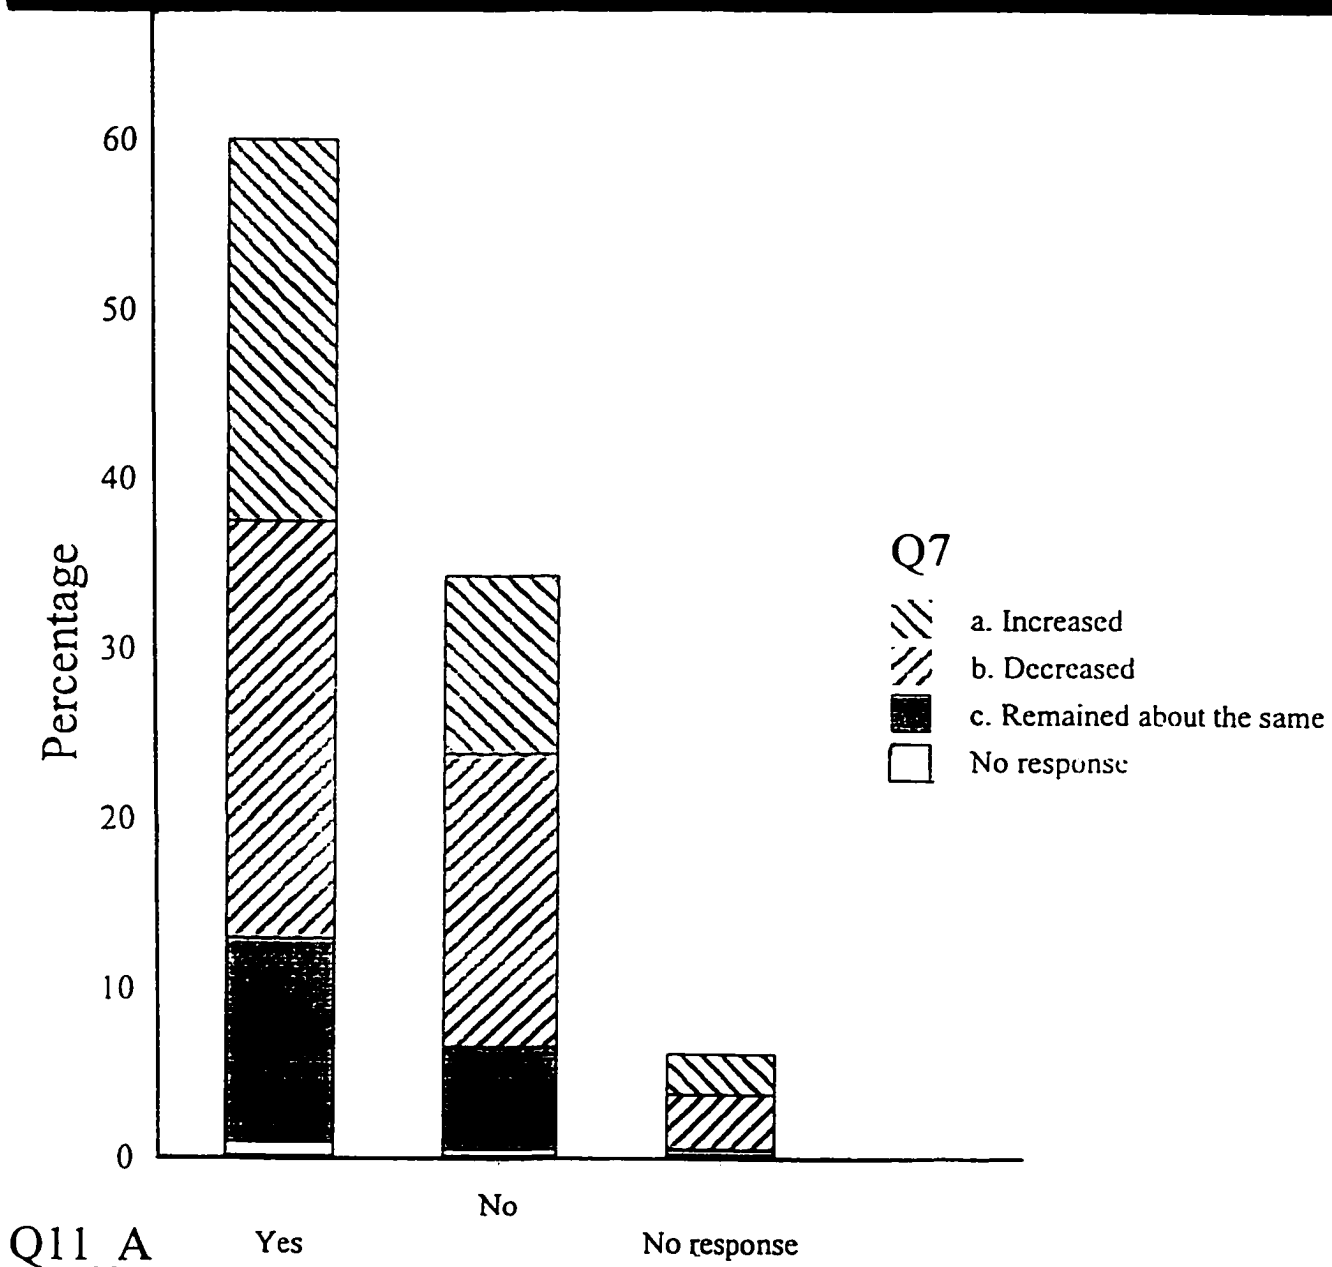 60
50
40
30
20
10
0
Percentage
Q7
a. Increased
b. Decreased
c. Remained about the same
No response
No
Yes
No response
Q11_A